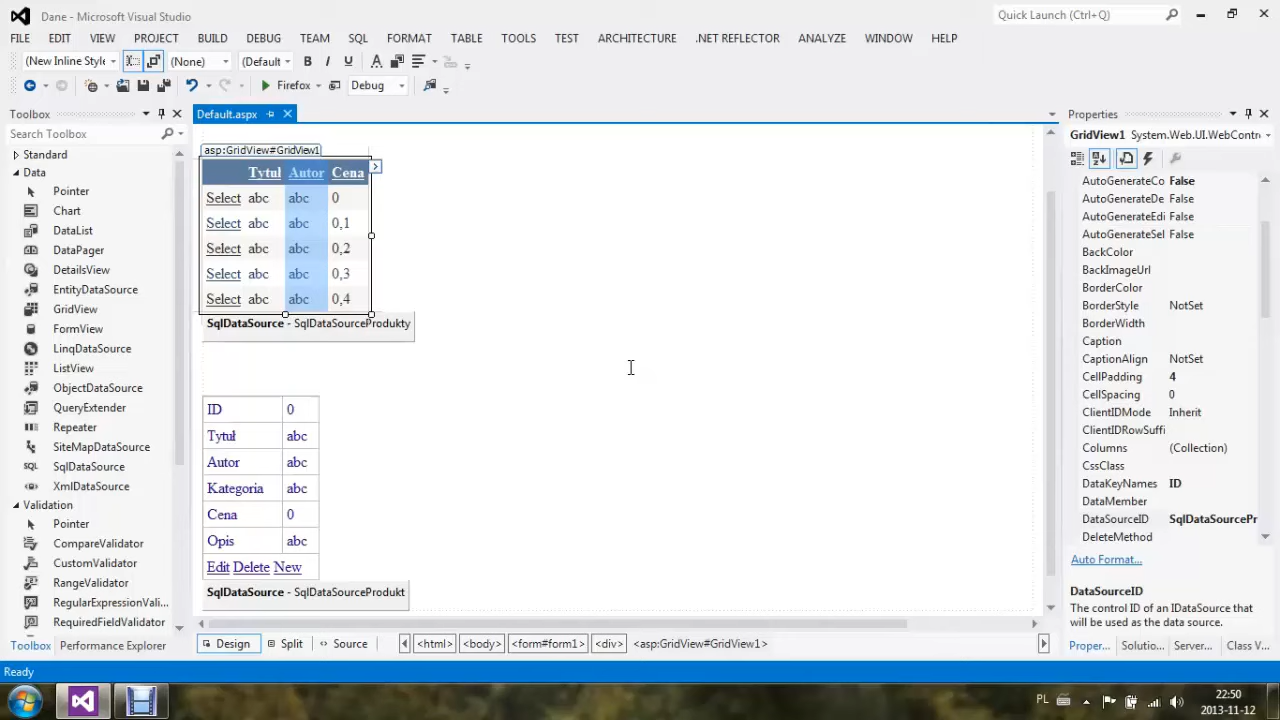 Dane - Microsoft Visual Studio
Quick Launch (Ctrl+Q)
FILE EDIT VIEW PROJECT BUILD DEBUG TEAM SQL FORMAT TABLE TOOLS TEST ARCHITECTURE .NET REFLECTOR ANALYZE WINDOW HELP
(New Inline Style (None) (Default B I U A
Firefox Debug
Toolbox
Default.aspx
Properties
Search Toolbox
GridView1 System.Web.UI.WebContro
Standard
Data
Pointer
Chart
DataList
DataPager
DetailsView
EntityDataSource
GridView
FormView
LinqDataSource
ListView
ObjectDataSource
QueryExtender
Repeater
SiteMapDataSource
SQL SqlDataSource
XmlDataSource
Validation
Pointer
CompareValidator
CustomValidator
RangeValidator
RegularExpressionVali...
RequiredFieldValidator
Toolbox Performance Explorer
asp:GridView#GridView1
Tytul Autor Cena
Select abc abc 0
Select abc abc 0,1
Select abc abc 0,2
Select abc abc 0,3
Select abc abc 0,4
SqlDataSource - SqlDataSourceProdukty
ID 0
Tytuł abc
Autor abc
Kategoria abc
Cena 0
Opis abc
Edit Delete New
SqlDataSource - SqlDataSourceProdukt
Design Split Source <html> <body> <form#form1> <div> <asp:GridView#GridView1>
AutoGenerateCo False
AutoGenerateDe False
AutoGenerateEdi False
AutoGenerateSel False
BackColor
BackImageUrl
BorderColor
BorderStyle NotSet
BorderWidth
Caption
CaptionAlign NotSet
CellPadding 4
CellSpacing 0
ClientIDMode Inherit
ClientIDRowSuffi
Columns (Collection)
CssClass
DataKeyNames ID
DataMember
DataSourceID SqlDataSourcePr
DeleteMethod
Auto Format...
DataSourceID
The control ID of an IDataSource that
will be used as the data source.
Proper... Solutio... Server... Class V...
Ready
PL
22:50
2013-11-12